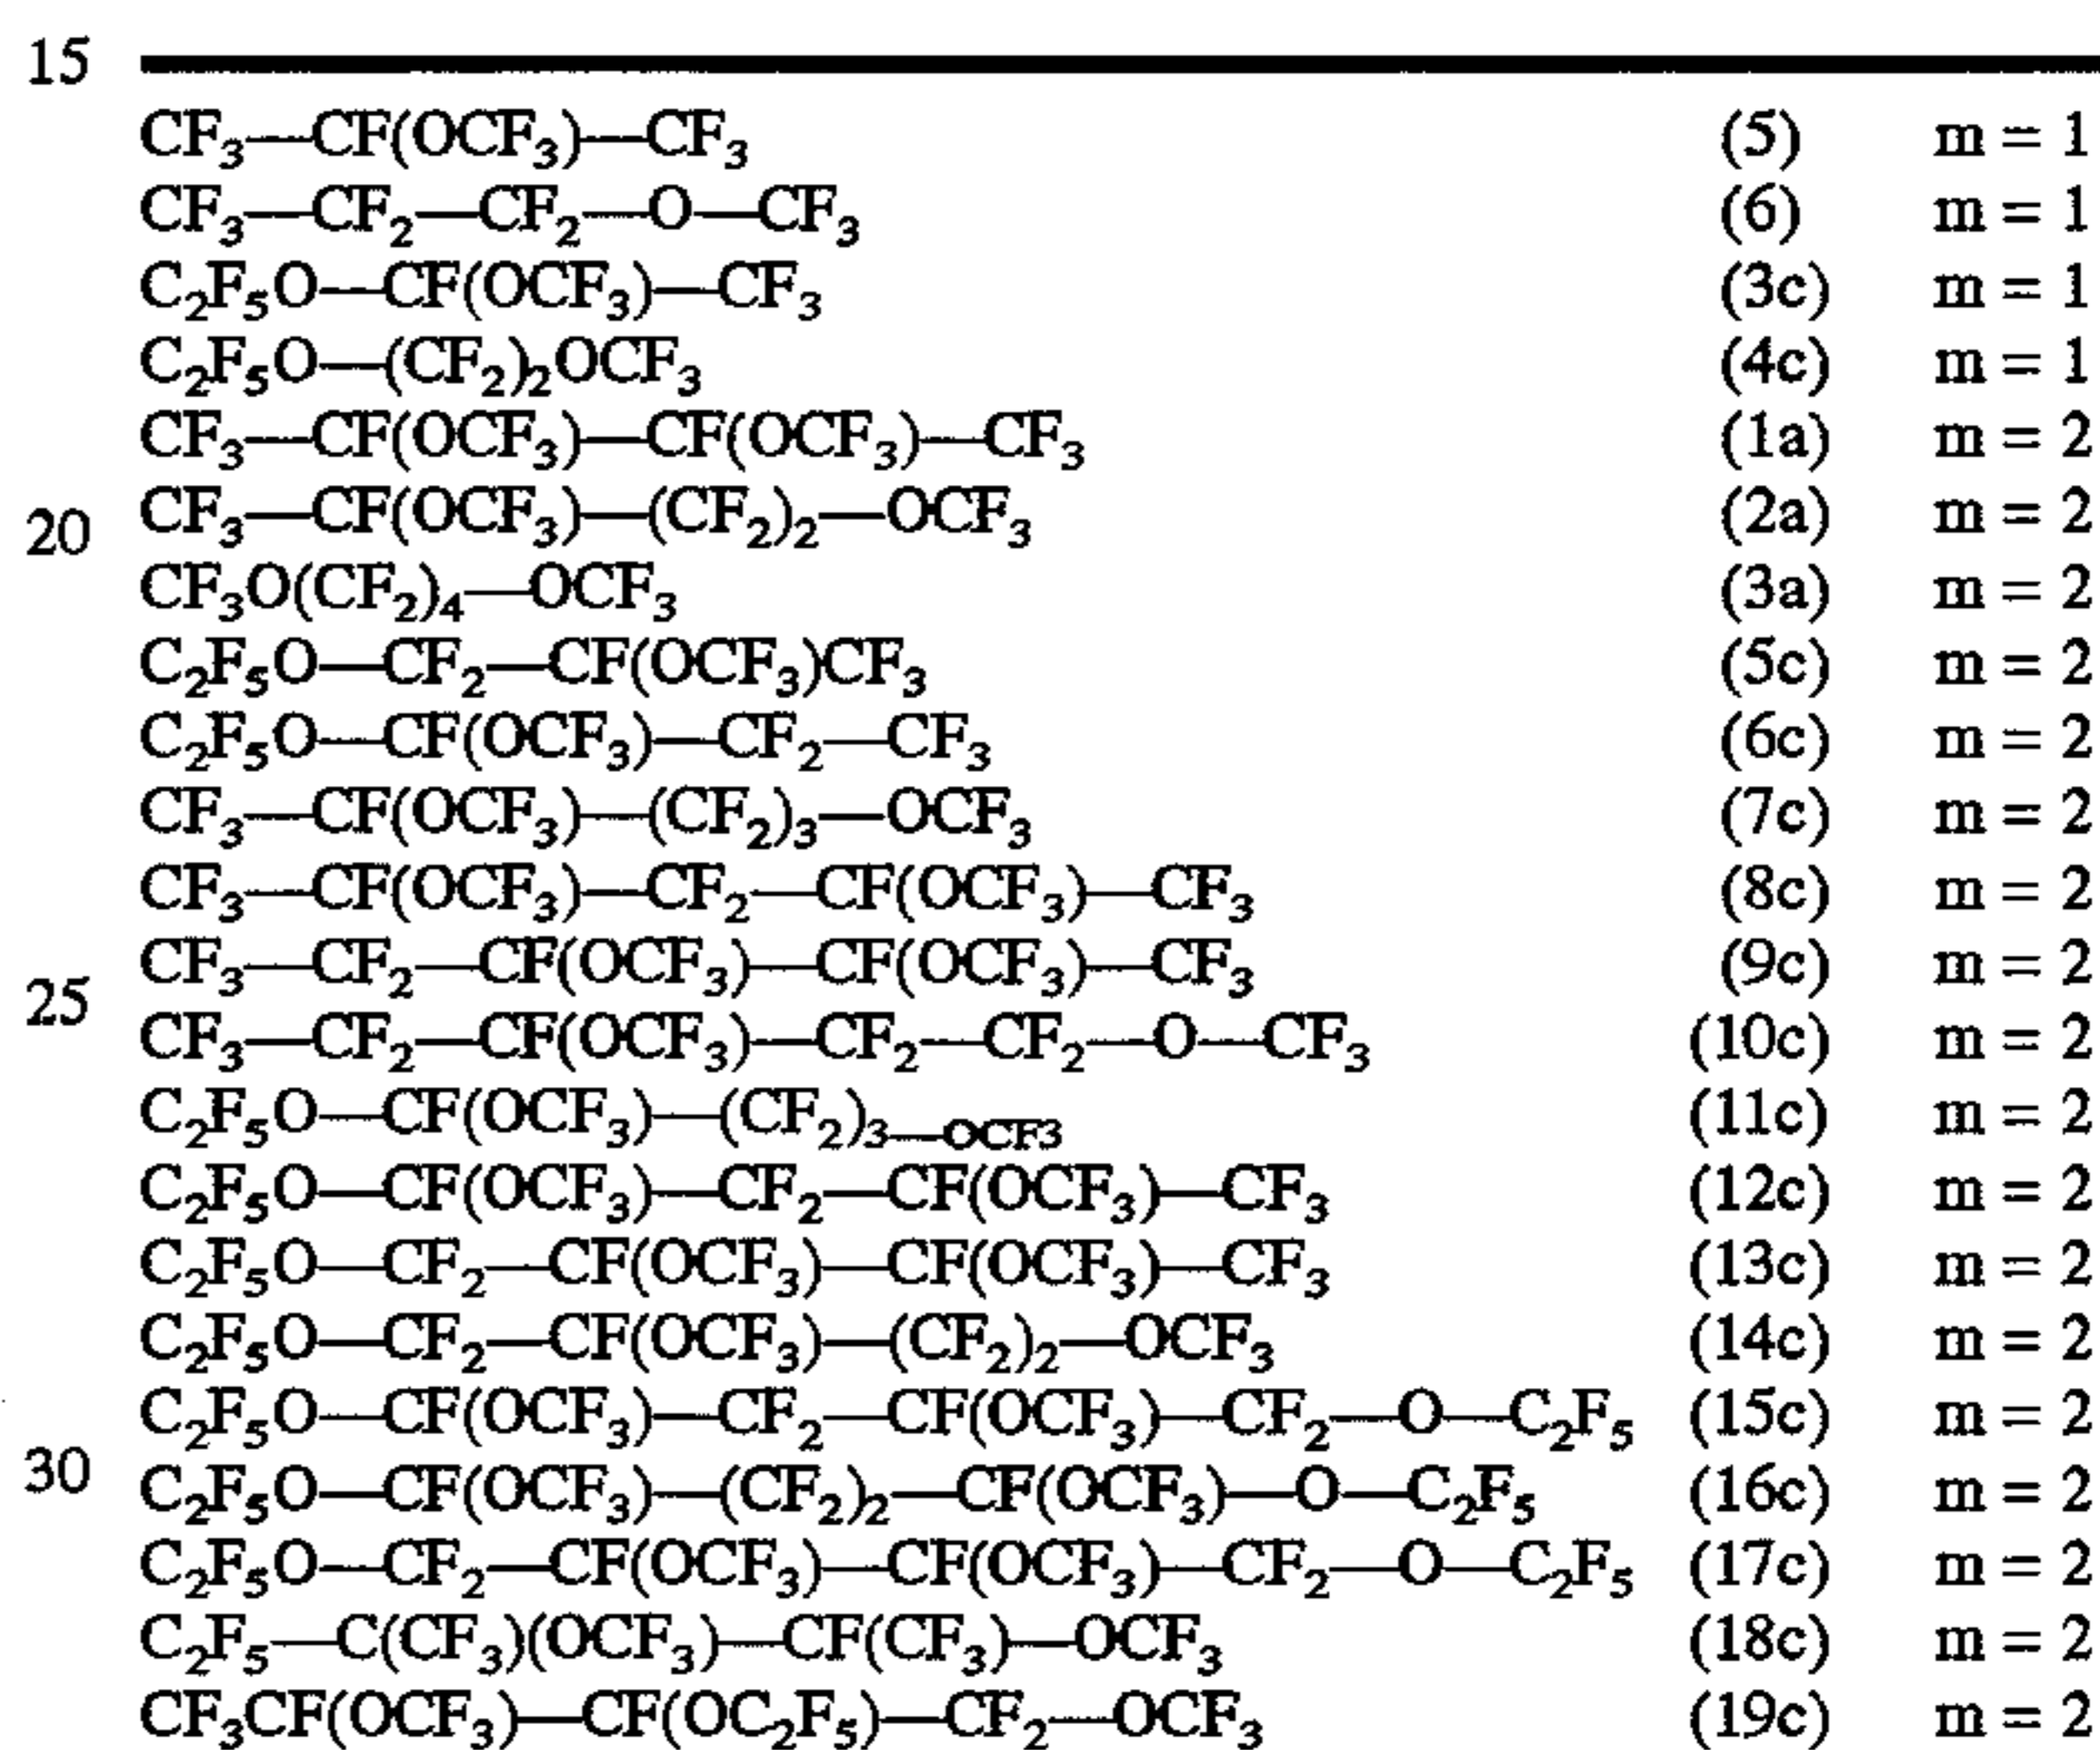 15
CF₃—CF(OCF₃)—CF₃ (5) m = 1
CF₃—CF₂—CF₂—O—CF₃ (6) m = 1
C₂F₅O—CF(OCF₃)—CF₃ (3c) m = 1
C₂F₅O—(CF₂)₂OCF₃ (4c) m = 1
CF₃—CF(OCF₃)—CF(OCF₃)—CF₃ (1a) m = 2
20 CF₃—CF(OCF₃)—(CF₂)₂—OCF₃ (2a) m = 2
CF₃O(CF₂)₄—OCF₃ (3a) m = 2
C₂F₅O—CF₂—CF(OCF₃)CF₃ (5c) m = 2
C₂F₅O—CF(OCF₃)—CF₂—CF₃ (6c) m = 2
CF₃—CF(OCF₃)—(CF₂)₃—OCF₃ (7c) m = 2
CF₃—CF(OCF₃)—CF₂—CF(OCF₃)—CF₃ (8c) m = 2
25 CF₃—CF₂—CF(OCF₃)—CF(OCF₃)—CF₃ (9c) m = 2
CF₃—CF₂—CF(OCF₃)—CF₂—CF₂—O—CF₃ (10c) m = 2
C₂F₅O—CF(OCF₃)—(CF₂)₃—OCF3 (11c) m = 2
C₂F₅O—CF(OCF₃)—CF₂—CF(OCF₃)—CF₃ (12c) m = 2
C₂F₅O—CF₂—CF(OCF₃)—CF(OCF₃)—CF₃ (13c) m = 2
C₂F₅O—CF₂—CF(OCF₃)—(CF₂)₂—OCF₃ (14c) m = 2
C₂F₅O—CF(OCF₃)—CF₂—CF(OCF₃)—CF₂—O—C₂F₅ (15c) m = 2
30 C₂F₅O—CF(OCF₃)—(CF₂)₂—CF(OCF₃)—O—C₂F₅ (16c) m = 2
C₂F₅O—CF₂—CF(OCF₃)—CF(OCF₃)—CF₂—O—C₂F₅ (17c) m = 2
C₂F₅—C(CF₃)(OCF₃)—CF(CF₃)—OCF₃ (18c) m = 2
CF₃CF(OCF₃)—CF(OC₂F₅)—CF₂—OCF₃ (19c) m = 2